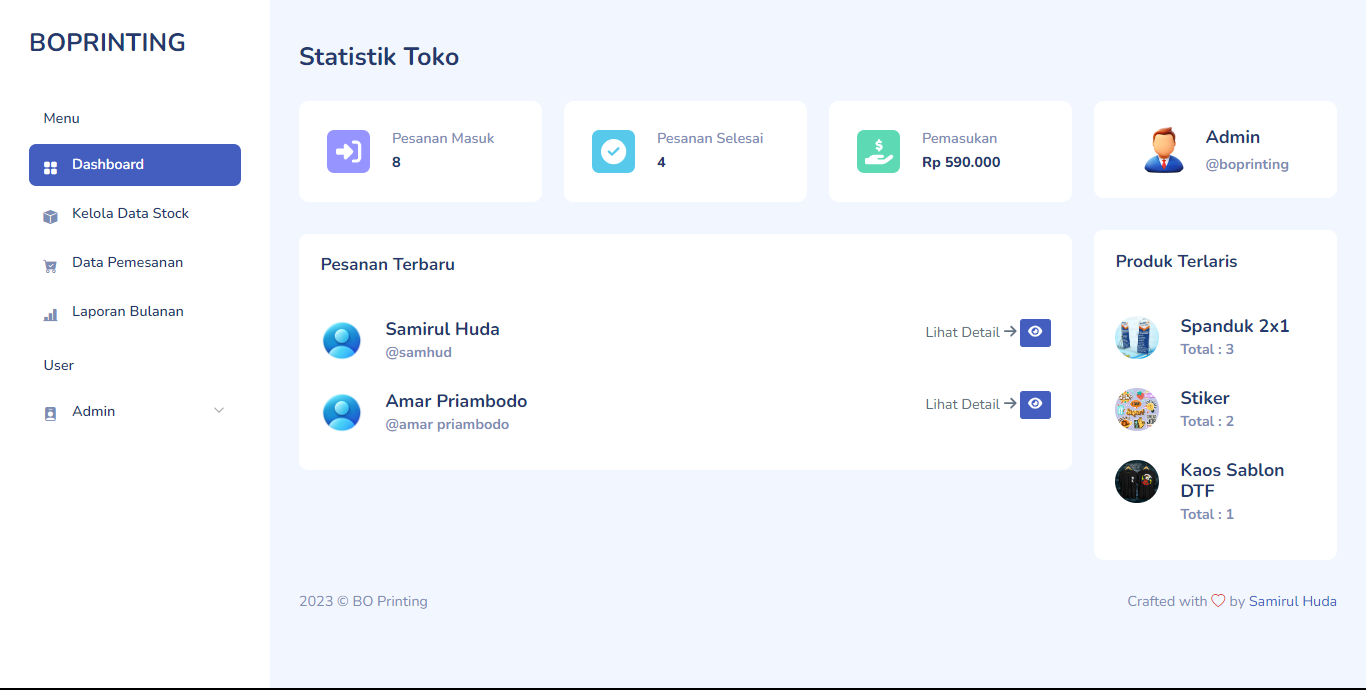 BOPRINTING
Menu
Dashboard
Kelola Data Stock
Data Pemesanan
Laporan Bulanan
User
Admin
Statistik Toko
Pesanan Masuk
8
Pesanan Selesai
4
Pemasukan
Rp 590.000
Admin
@boprinting
Pesanan Terbaru
Samirul Huda
@samhud
Lihat Detail →
Amar Priambodo
@amar priambodo
Lihat Detail →
Produk Terlaris
Spanduk 2x1
Total : 3
Stiker
Total : 2
Kaos Sablon
DTF
Total : 1
2023 © BO Printing
Crafted with ♡ by Samirul Huda